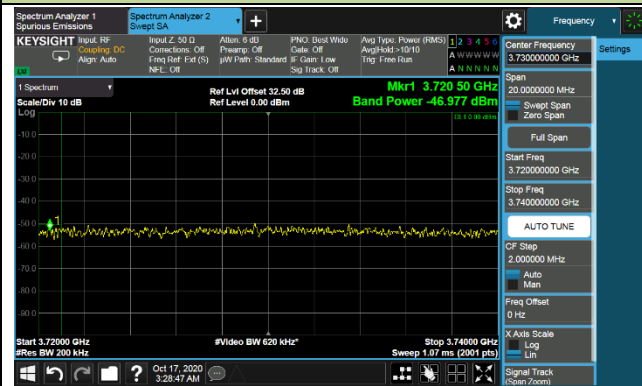 Spectrum Analyzer 1
Spurious Emissions
Spectrum Analyzer 2
Swept SA
Frequency
KEYSIGHT
Input: RF
Coupling: DC
Align: Auto
Input Z: 50 Ω
Corrections: Off
Freq Ref: Ext (S)
NFE: Off
Atten: 6 dB
Preamp: Off
µW Path: Standard
PNO: Best Wide
Gate: Off
IF Gain: Low
Sig Track: Off
Avg Type: Power (RMS)
Avg|Hold:>10/10
Trig: Free Run
1 2 3 4 5 6
A W W W W W
A N N N N N
LXI
1 Spectrum
Scale/Div 10 dB
Log
Ref Lvl Offset 32.50 dB
Ref Level 0.00 dBm
Mkr1 3.720 50 GHz
Band Power -46.977 dBm
-10.0
-20.0
-30.0
-40.0
-50.0
-60.0
-70.0
-80.0
-90.0
1
Start 3.72000 GHz
#Res BW 200 kHz
#Video BW 620 kHz*
Stop 3.74000 GHz
Sweep 1.07 ms (2001 pts)
Oct 17, 2020
3:28:47 AM
Center Frequency
3.730000000 GHz
Settings
Span
20.0000000 MHz
Swept Span
Zero Span
Full Span
Start Freq
3.720000000 GHz
Stop Freq
3.740000000 GHz
AUTO TUNE
CF Step
2.000000 MHz
Auto
Man
Freq Offset
0 Hz
X Axis Scale
Log
Lin
Signal Track
(Span Zoom)